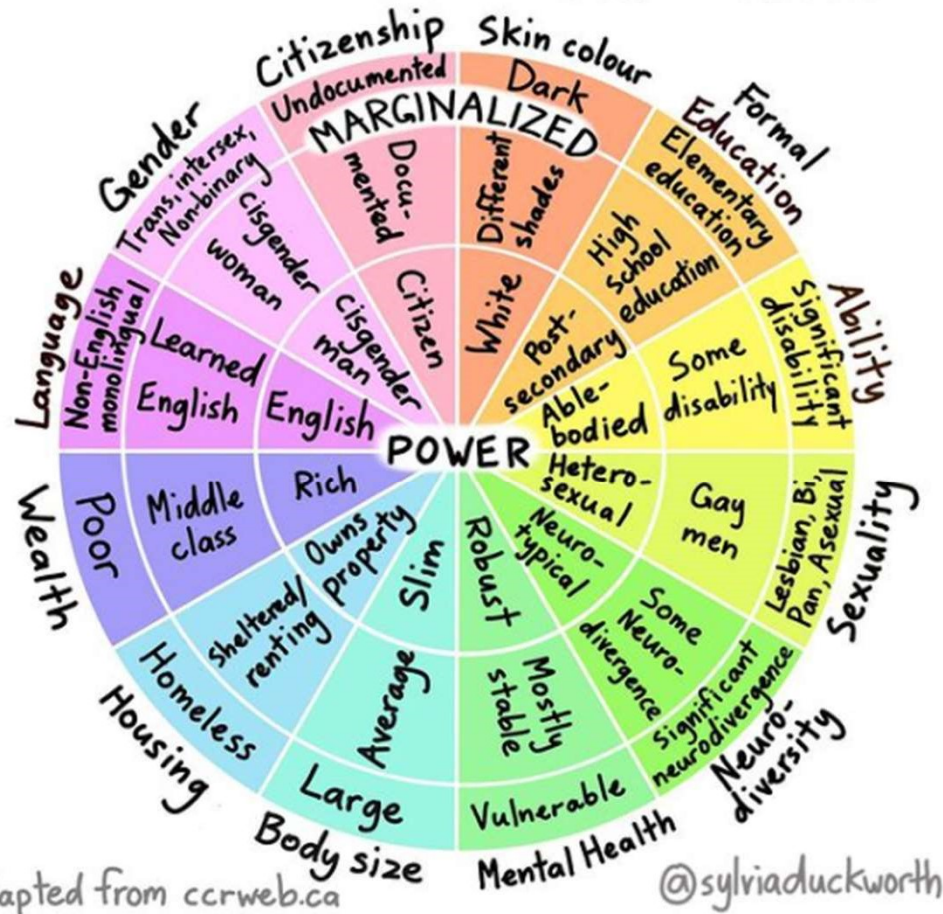 Citizenship
Undocumented
Docu-
mented
Citizen
Skin colour
Dark
Different
shades
White
Formal
Education
Elementary
education
High
school
education
Post-
secondary
Ability
Significant
disability
Some
disability
Able-
bodied
Sexuality
Lesbian, Bi,
Pan, Asexual
Gay
men
Hetero-
sexual
Neuro-
diversity
Significant
neurodivergence
Some
Neuro-
divergence
Neuro-
typical
Mental Health
Vulnerable
Mostly
stable
Robust
Body size
Large
Average
Slim
Housing
Homeless
Sheltered/
renting
Owns
property
Wealth
Poor
Middle
class
Rich
Language
Non-English
monolingual
Learned
English
English
Gender
Trans, intersex,
Non-binary
cisgender
woman
cisgender
man
MARGINALIZED
POWER
apted from ccrweb.ca
@sylviaduckworth